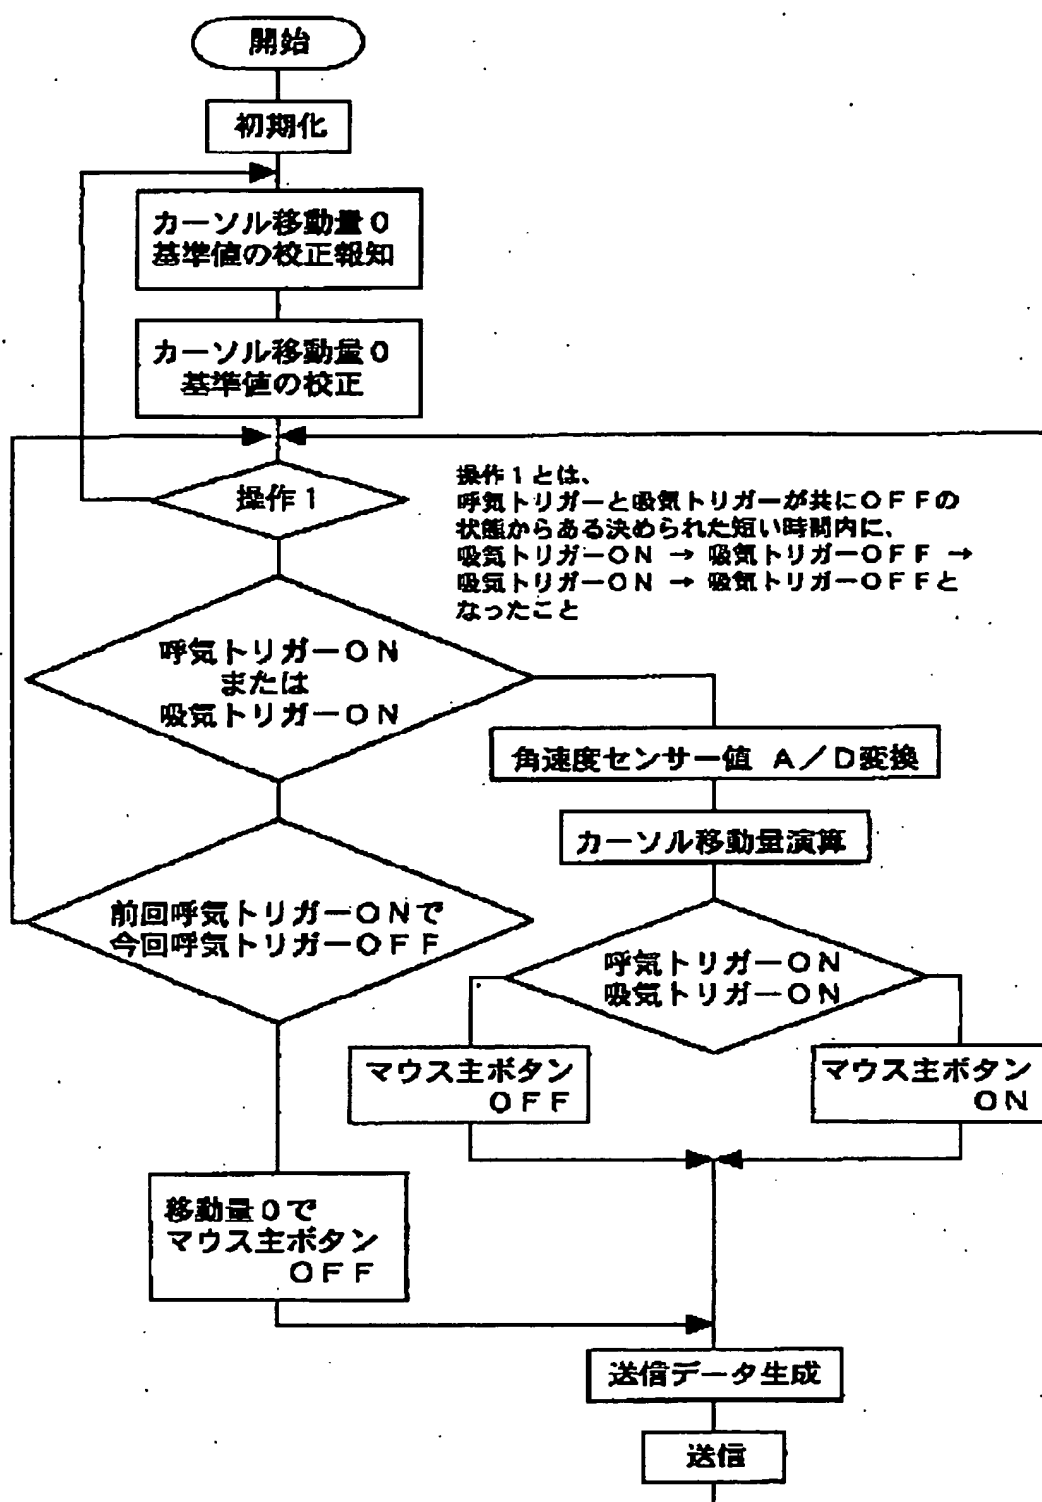 開始
初期化
カーソル移動量０
基準値の校正報知
カーソル移動量０
基準値の校正
操作１
操作１とは、
呼気トリガーと吸気トリガーが共にＯＦＦの
状態からある決められた短い時間内に、
吸気トリガーＯＮ → 吸気トリガーＯＦＦ →
吸気トリガーＯＮ → 吸気トリガーＯＦＦと
なったこと
呼気トリガーＯＮ
または
吸気トリガーＯＮ
角速度センサー値 Ａ／Ｄ変換
カーソル移動量演算
前回呼気トリガーＯＮで
今回呼気トリガーＯＦＦ
呼気トリガーＯＮ
吸気トリガーＯＮ
マウス主ボタン
ＯＦＦ
マウス主ボタン
ＯＮ
移動量０で
マウス主ボタン
ＯＦＦ
送信データ生成
送信